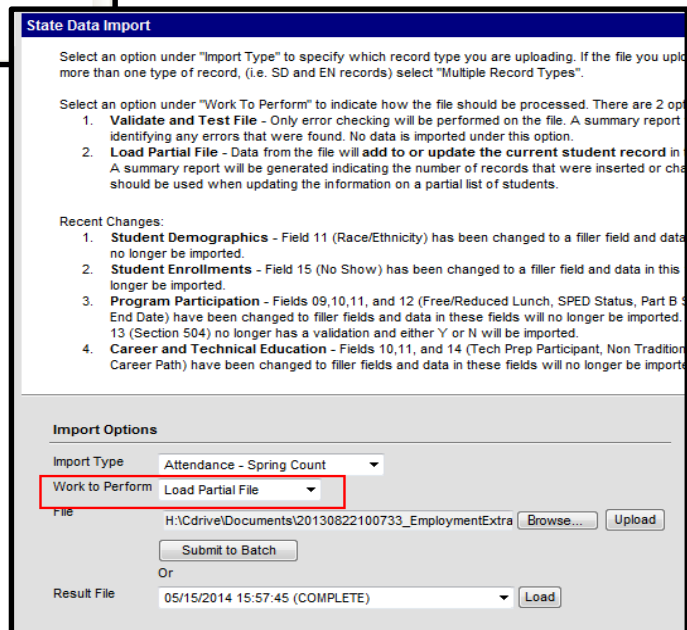 State Data Import
Select an option under "Import Type" to specify which record type you are uploading. If the file you
more than one type of record, (i.e. SD and EN records) select "Multiple Record Types".
Select an option under "Work To Perform" to indicate how the file should be processed. There are 2
1. Validate and Test File - Only error checking will be performed on the file. A summary report
identifying any errors that were found. No data is imported under this option.
2. Load Partial File - Data from the file will add to or update the current student record in
A summary report will be generated indicating the number of records that were inserted or
should be used when updating the information on a partial list of students.
Recent Changes:
1. Student Demographics - Field 11 (Race/Ethnicity) has been changed to a filler field and data
no longer be imported.
2. Student Enrollments - Field 15 (No Show) has been changed to a filler field and data in this
longer be imported.
3. Program Participation - Fields 09,10,11, and 12 (Free/Reduced Lunch, SPED Status, Part B
End Date) have been changed to filler fields and data in these fields will no longer be imported.
13 (Section 504) no longer has a validation and either Y or N will be imported.
4. Career and Technical Education - Fields 10,11, and 14 (Tech Prep Participant, Non Tradition
Career Path) have been changed to filler fields and data in these fields will no longer be
Import Options
Import Type Attendance - Spring Count
Work to Perform Load Partial File
File H:\Cdrive\Documents\20130822100733_EmploymentExtra Browse... Upload
Submit to Batch
Or
Result File 05/15/2014 15:57:45 (COMPLETE) Load